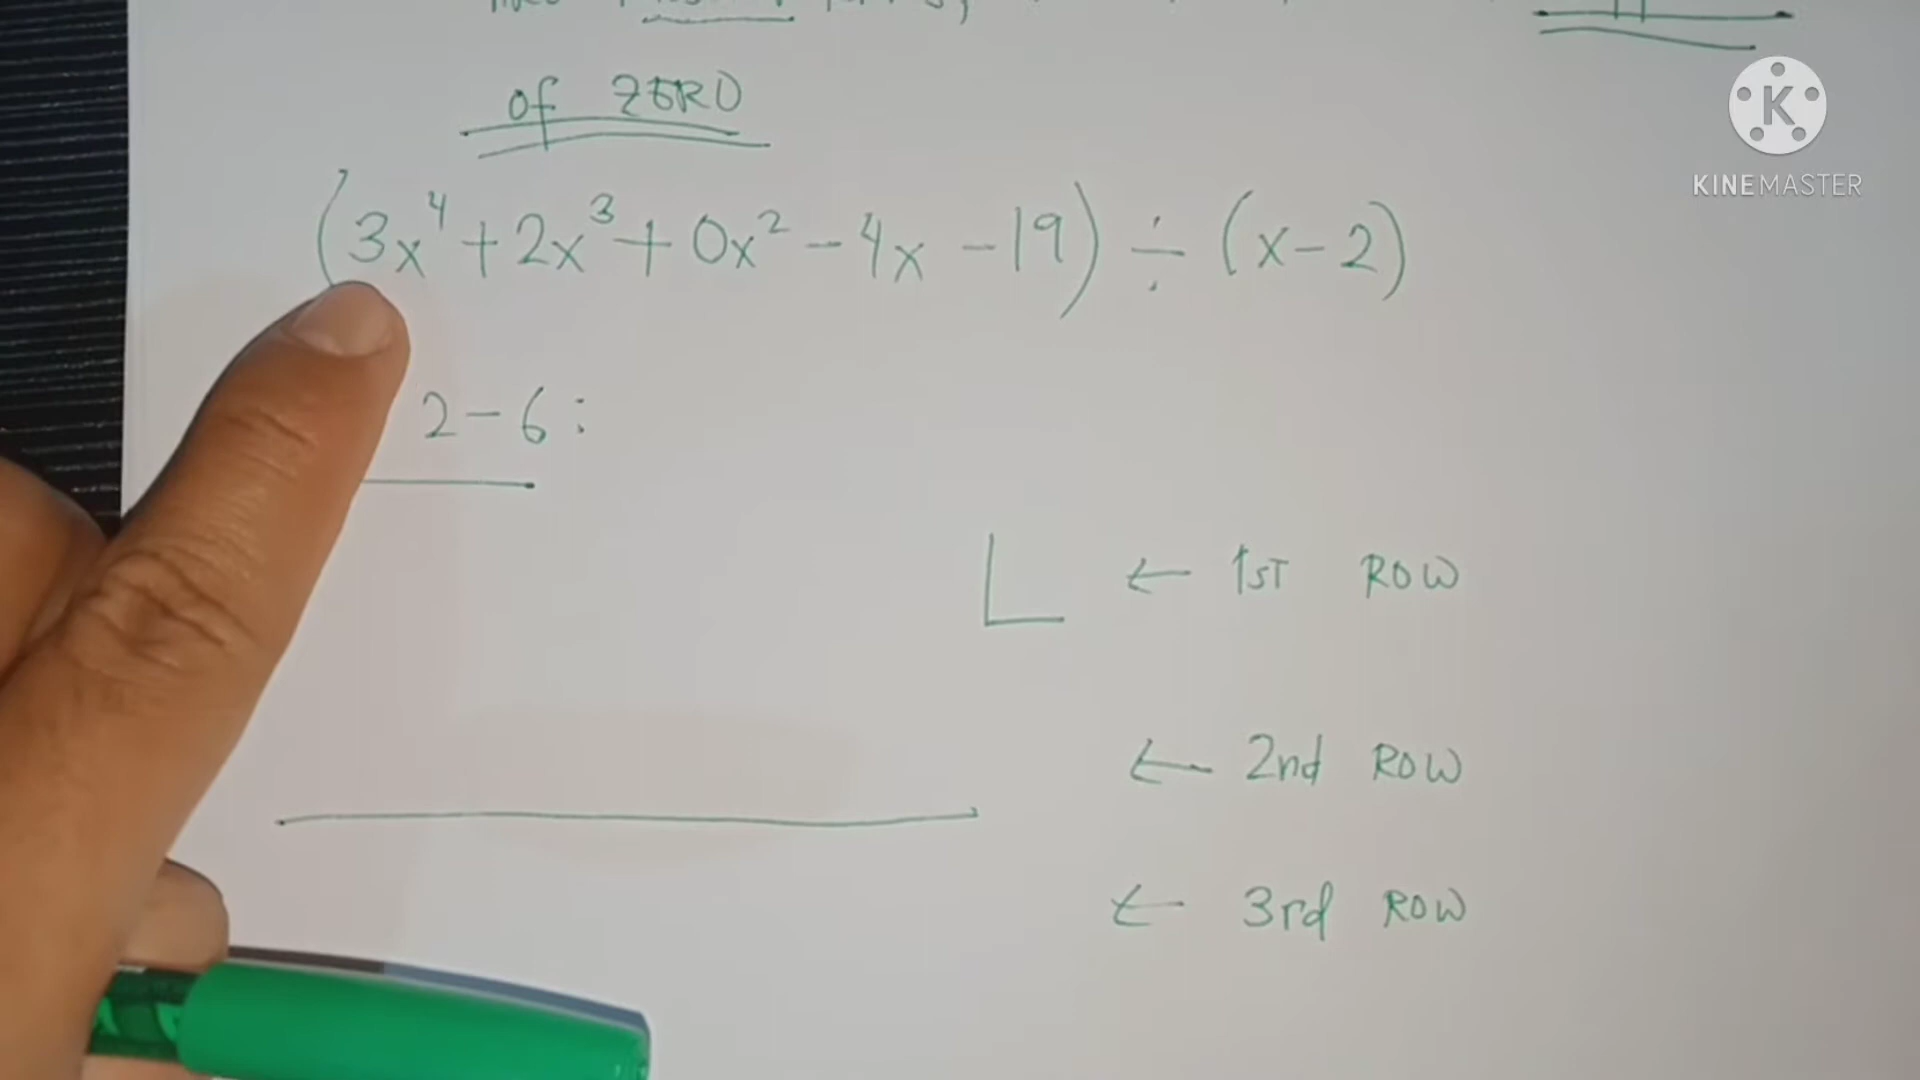 of ZERO
(3x⁴ + 2x³ + 0x² - 4x - 19) ÷ (x - 2)
2 - 6 :
← 1ST ROW
← 2nd ROW
← 3rd ROW
KINEMASTER